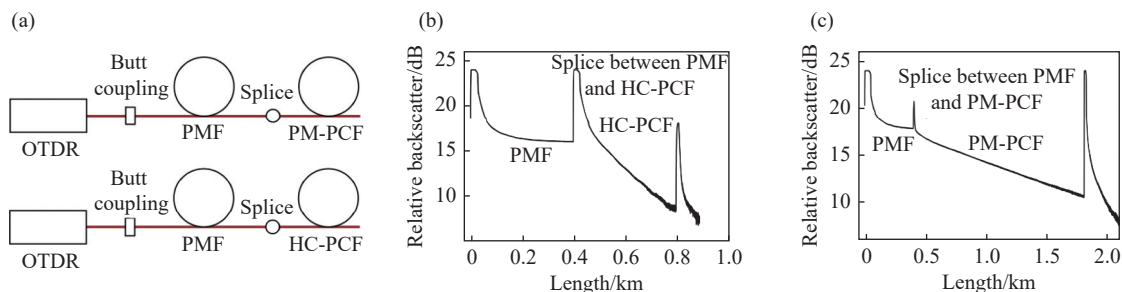 (a)
Butt
coupling
Splice
OTDR
PMF
PM-PCF
Butt
coupling
Splice
OTDR
PMF
HC-PCF
(b)
Relative backscatter/dB
25
20
15
10
Splice between PMF
and HC-PCF
HC-PCF
PMF
0 0.2 0.4 0.6 0.8 1.0
Length/km
(c)
Relative backscatter/dB
25
20
15
10
Splice between PMF
and PM-PCF
PMF
PM-PCF
0 0.5 1.0 1.5 2.0
Length/km